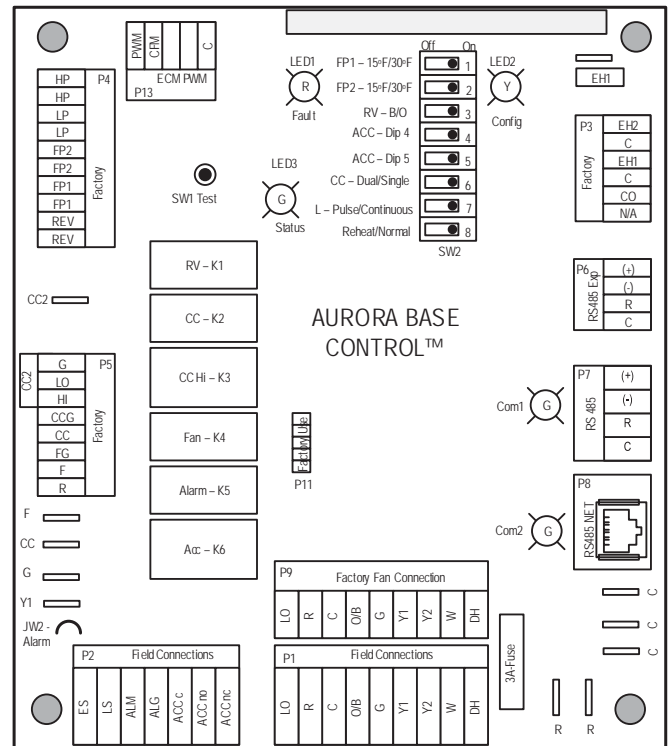 PWM
CFM
C
ECM PWM
P13
P4
HP
HP
LP
LP
FP2
FP2
FP1
FP1
REV
REV
Factory
LED1
R
Fault
Off On
FP1 – 15ºF/30ºF 1
FP2 – 15ºF/30ºF 2
RV – B/O 3
ACC – Dip 4 4
ACC – Dip 5 5
CC – Dual/Single 6
L – Pulse/Continuous 7
Reheat/Normal 8
SW2
LED2
Y
Config
EH1
P3
EH2
C
EH1
C
CO
N/A
Factory
SW1 Test
LED3
G
Status
RV – K1
CC – K2
CC Hi – K3
Fan – K4
Alarm – K5
Acc – K6
AURORA BASE
CONTROL™
P6
RS485 Exp
(+)
(-)
R
C
CC2
CC2
P5
G
LO
HI
CCG
CC
FG
F
R
Factory
Factory Use
P11
Com1
G
P7
RS 485
(+)
(-)
R
C
Com2
G
P8
RS485 NET
F
CC
G
Y1
JW2 -
Alarm
P9 Factory Fan Connection
LO R C O/B G Y1 Y2 W DH
P2 Field Connections
ES LS ALM ALG ACC c ACC no ACC nc
P1 Field Connections
LO R C O/B G Y1 Y2 W DH
3A-Fuse
C
C
C
R R